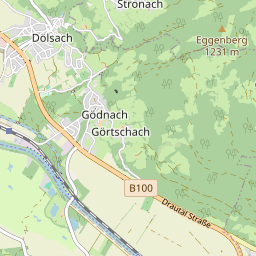 Stronach
Dölsach
Eggenberg
1231 m
Gödnach
Görtschach
B100
Drautal Straße